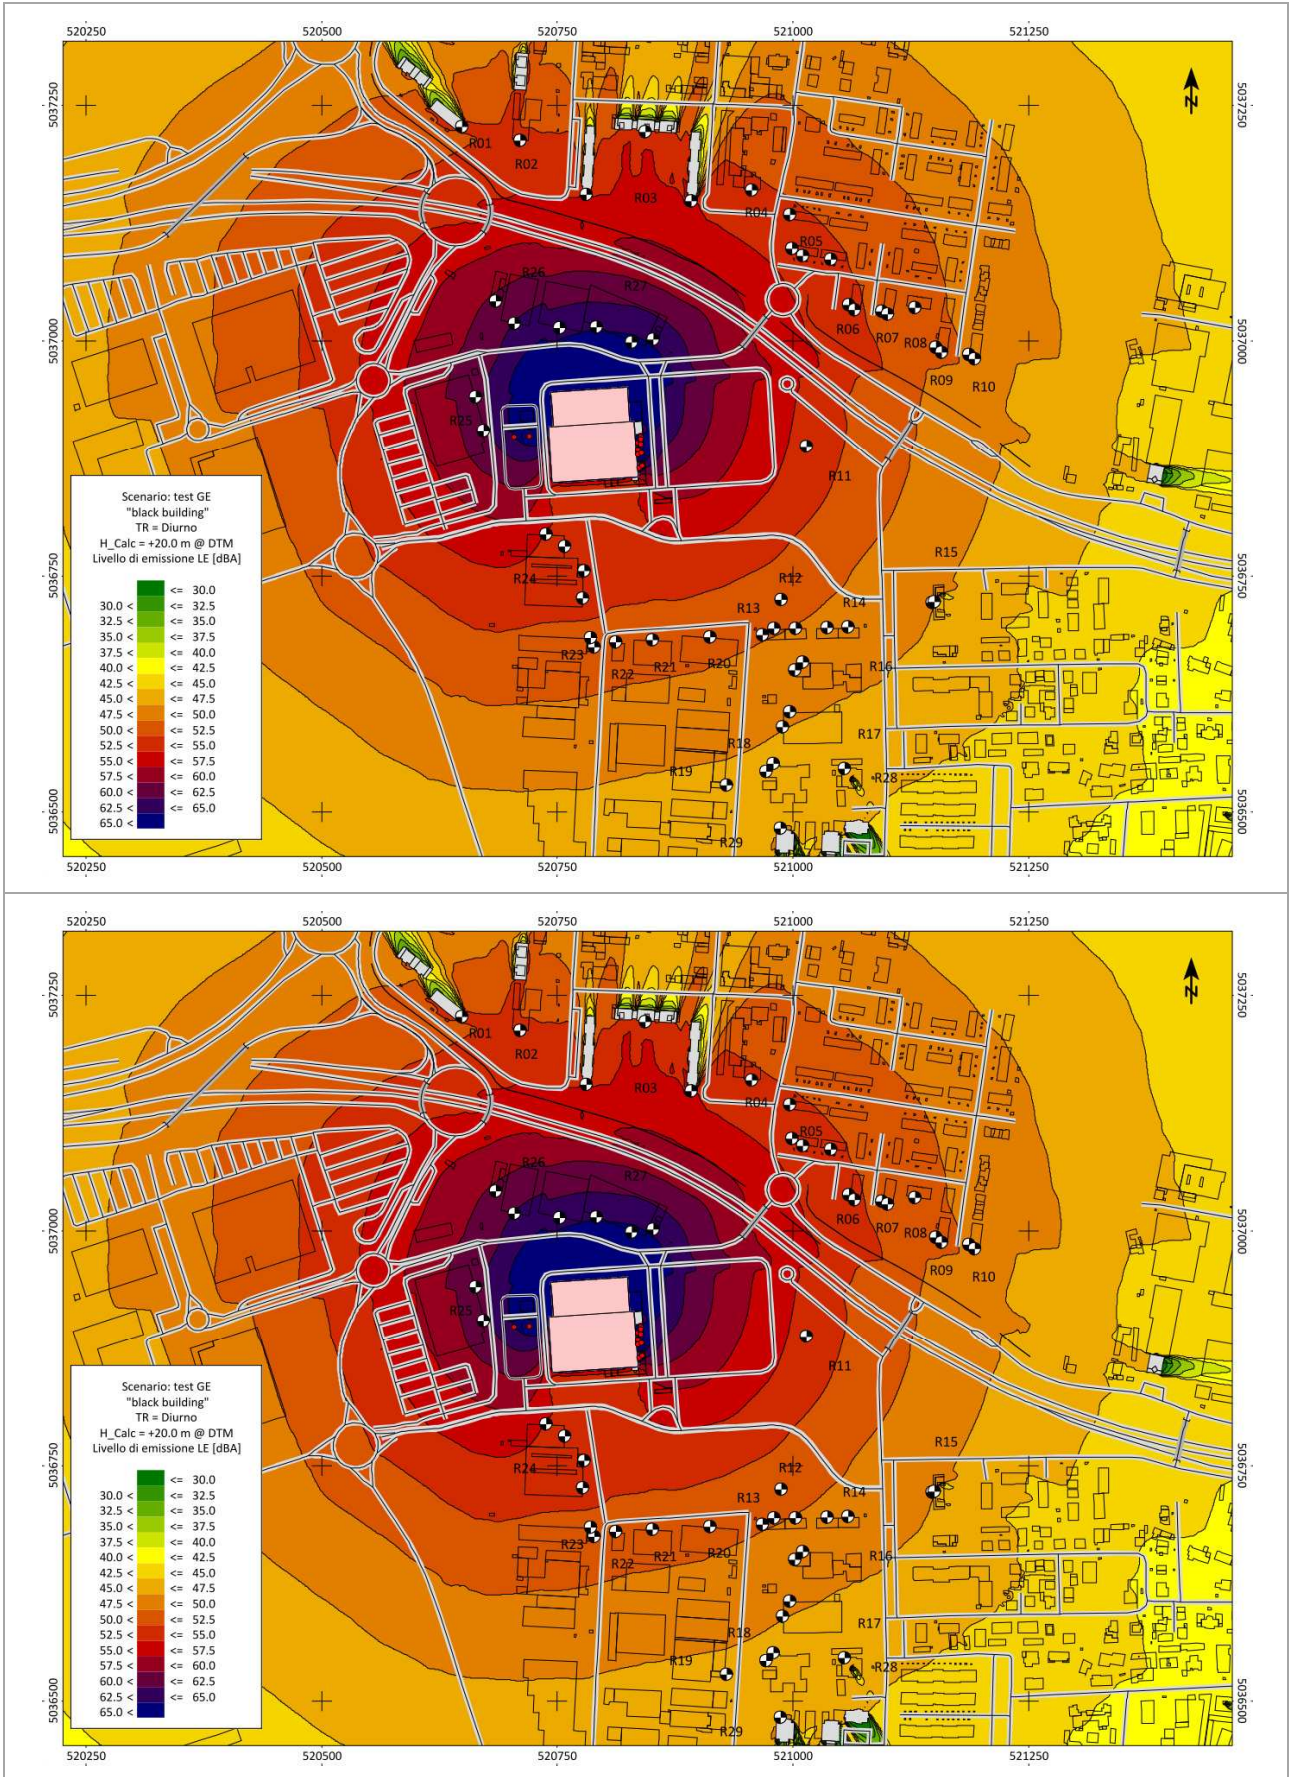 520250 520500 520750 521000 521250
5037250 5037250
N
R01
R02
R03
R04
R05
R26
R27
R06
R07
R08
5037000 5037000
R09
R10
R25
R11
Scenario: test GE
"black building"
TR = Diurno
H_Calc = +20.0 m @ DTM
Livello di emissione LE [dBA]
<= 30.0
30.0 < <= 32.5
32.5 < <= 35.0
35.0 < <= 37.5
37.5 < <= 40.0
40.0 < <= 42.5
42.5 < <= 45.0
45.0 < <= 47.5
47.5 < <= 50.0
50.0 < <= 52.5
52.5 < <= 55.0
55.0 < <= 57.5
57.5 < <= 60.0
60.0 < <= 62.5
62.5 < <= 65.0
65.0 <
5036750 5036750
R15
R24
R12
R13
R14
R23
R22
R21
R20
R16
R17
R18
R19
R28
5036500 5036500
R29
520250 520500 520750 521000 521250
520250 520500 520750 521000 521250
5037250 5037250
N
R01
R02
R03
R04
R05
R26
R27
R06
R07
R08
5037000 5037000
R09
R10
R25
R11
Scenario: test GE
"black building"
TR = Diurno
H_Calc = +20.0 m @ DTM
Livello di emissione LE [dBA]
<= 30.0
30.0 < <= 32.5
32.5 < <= 35.0
35.0 < <= 37.5
37.5 < <= 40.0
40.0 < <= 42.5
42.5 < <= 45.0
45.0 < <= 47.5
47.5 < <= 50.0
50.0 < <= 52.5
52.5 < <= 55.0
55.0 < <= 57.5
57.5 < <= 60.0
60.0 < <= 62.5
62.5 < <= 65.0
65.0 <
5036750 5036750
R15
R24
R12
R13
R14
R23
R22
R21
R20
R16
R17
R18
R19
R28
5036500 5036500
R29
520250 520500 520750 521000 521250